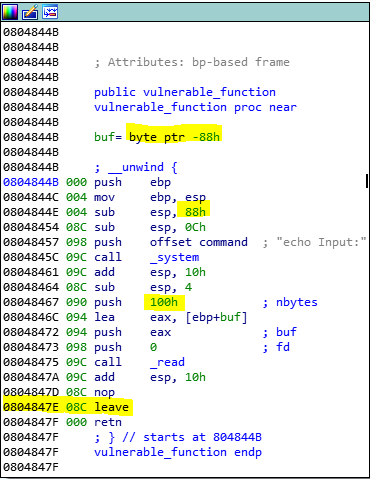 0804844B
0804844B
0804844B ; Attributes: bp-based frame
0804844B
0804844B public vulnerable_function
0804844B vulnerable_function proc near
0804844B
0804844B buf= byte ptr -88h
0804844B
0804844B ; __unwind {
0804844B 000 push ebp
0804844C 004 mov ebp, esp
0804844E 004 sub esp, 88h
08048454 08C sub esp, 0Ch
08048457 098 push offset command ; "echo Input:"
0804845C 09C call _system
08048461 09C add esp, 10h
08048464 08C sub esp, 4
08048467 090 push 100h ; nbytes
0804846C 094 lea eax, [ebp+buf]
08048472 094 push eax ; buf
08048473 098 push 0 ; fd
08048475 09C call _read
0804847A 09C add esp, 10h
0804847D 08C nop
0804847E 08C leave
0804847F 000 retn
0804847F ; } // starts at 804844B
0804847F vulnerable_function endp
0804847F